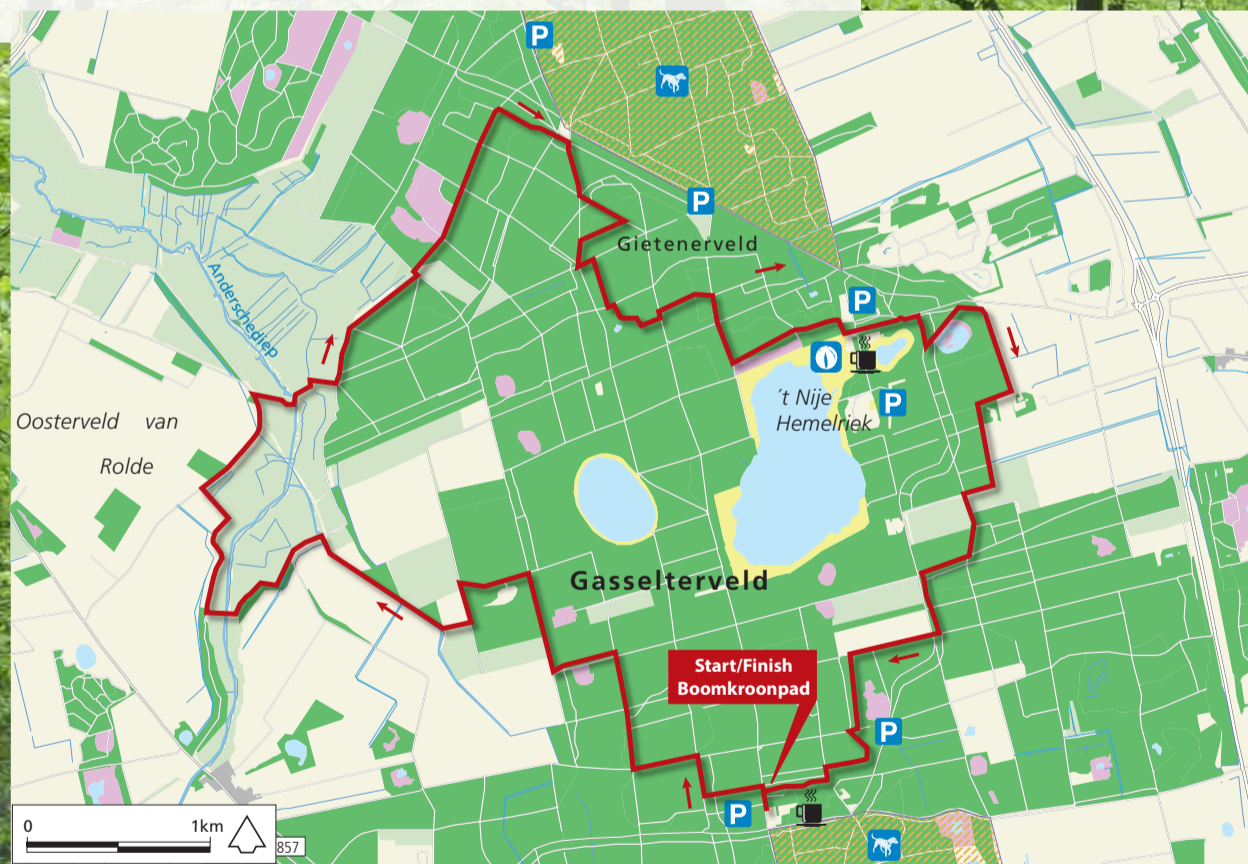 P
P
Gietenerveld
P
Anderschediep
't Nije
Hemelriek
P
Oosterveld van
Rolde
Gasselterveld
Start/Finish
Boomkroonpad
P
P
0 1km
857